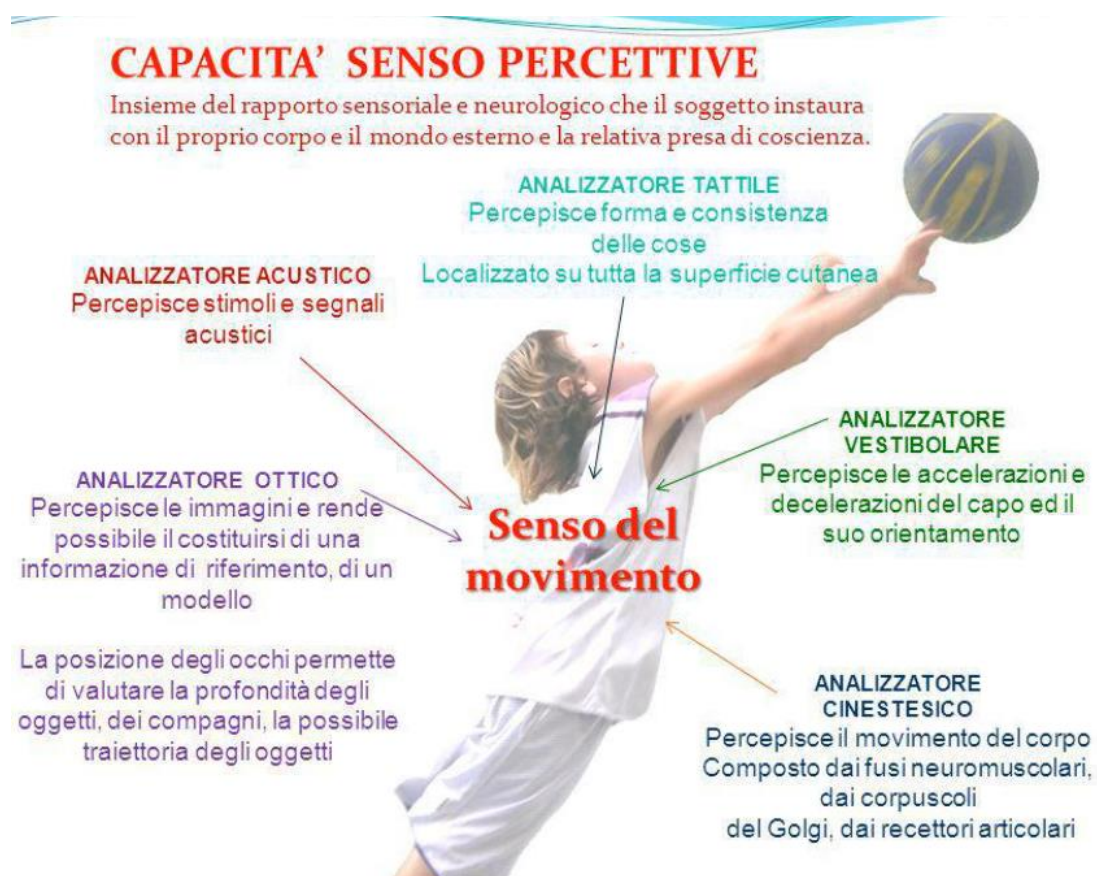 CAPACITA' SENSO PERCETTIVE
Insieme del rapporto sensoriale e neurologico che il soggetto instaura
con il proprio corpo e il mondo esterno e la relativa presa di coscienza.
ANALIZZATORE TATTILE
Percepisce forma e consistenza
delle cose
Localizzato su tutta la superficie cutanea
ANALIZZATORE ACUSTICO
Percepisce stimoli e segnali
acustici
ANALIZZATORE
VESTIBOLARE
Percepisce le accelerazioni e
decelerazioni del capo ed il
suo orientamento
ANALIZZATORE OTTICO
Percepisce le immagini e rende
possibile il costituirsi di una
informazione di riferimento, di un
modello
La posizione degli occhi permette
di valutare la profondità degli
oggetti, dei compagni, la possibile
traiettoria degli oggetti
Senso del
movimento
ANALIZZATORE
CINESTESICO
Percepisce il movimento del corpo
Composto dai fusi neuromuscolari,
dai corpuscoli
del Golgi, dai recettori articolari